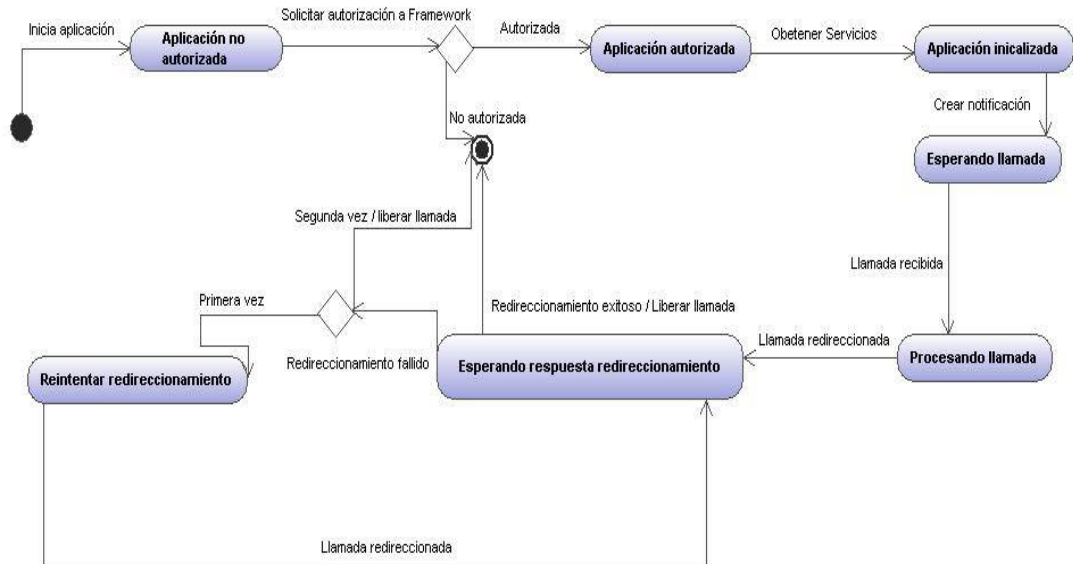 Solicitar autorización a Framework
Inicia aplicación
Autorizada
Obetener Servicios
Aplicación no
autorizada
Aplicación autorizada
Aplicación inicalizada
Crear notificación
No autorizada
Esperando llamada
Segunda vez / liberar llamada
Llamada recibida
Primera vez
Redireccionamiento exitoso / Liberar llamada
Llamada redireccionada
Redireccionamiento fallido
Esperando respuesta redireccionamiento
Procesando llamada
Reintentar redireccionamiento
Llamada redireccionada